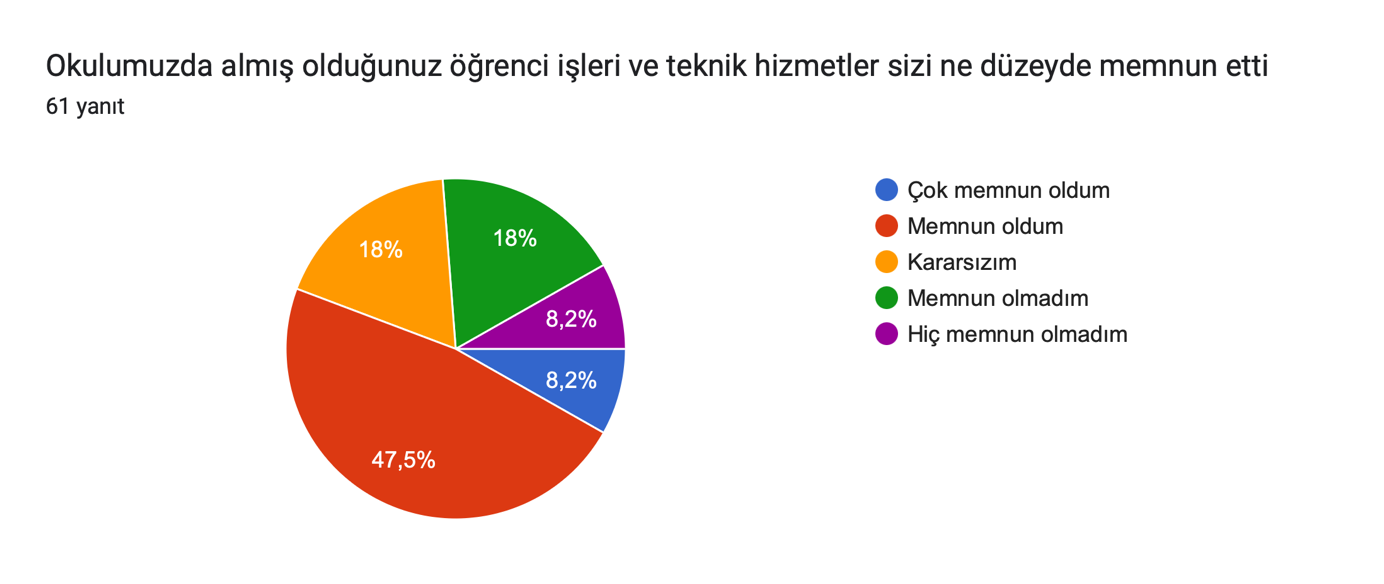 Okulumuzda almış olduğunuz öğrenci işleri ve teknik hizmetler sizi ne düzeyde memnun etti
61 yanıt
18%
18%
8,2%
8,2%
47,5%
Çok memnun oldum
Memnun oldum
Kararsızım
Memnun olmadım
Hiç memnun olmadım